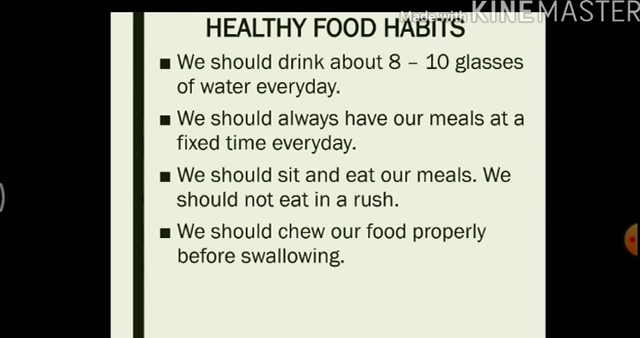 Made with KINEMASTER
HEALTHY FOOD HABITS
■ We should drink about 8 – 10 glasses
of water everyday.
■ We should always have our meals at a
fixed time everyday.
■ We should sit and eat our meals. We
should not eat in a rush.
■ We should chew our food properly
before swallowing.